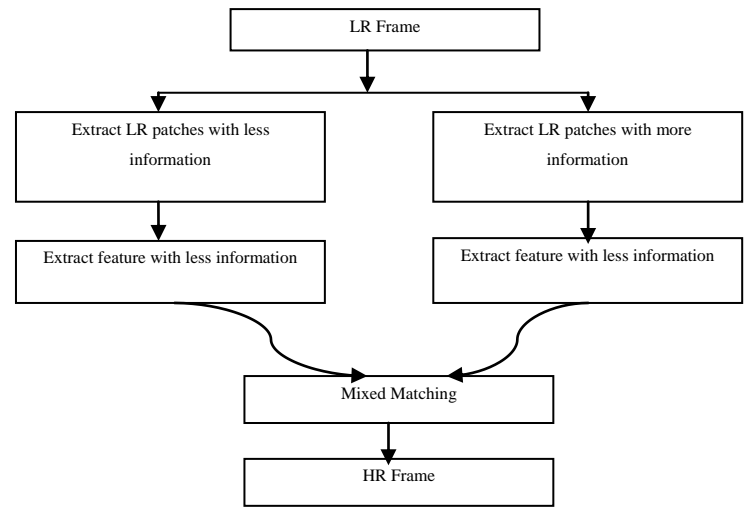 LR Frame
Extract LR patches with less
information
Extract LR patches with more
information
Extract feature with less information
Extract feature with less information
Mixed Matching
HR Frame